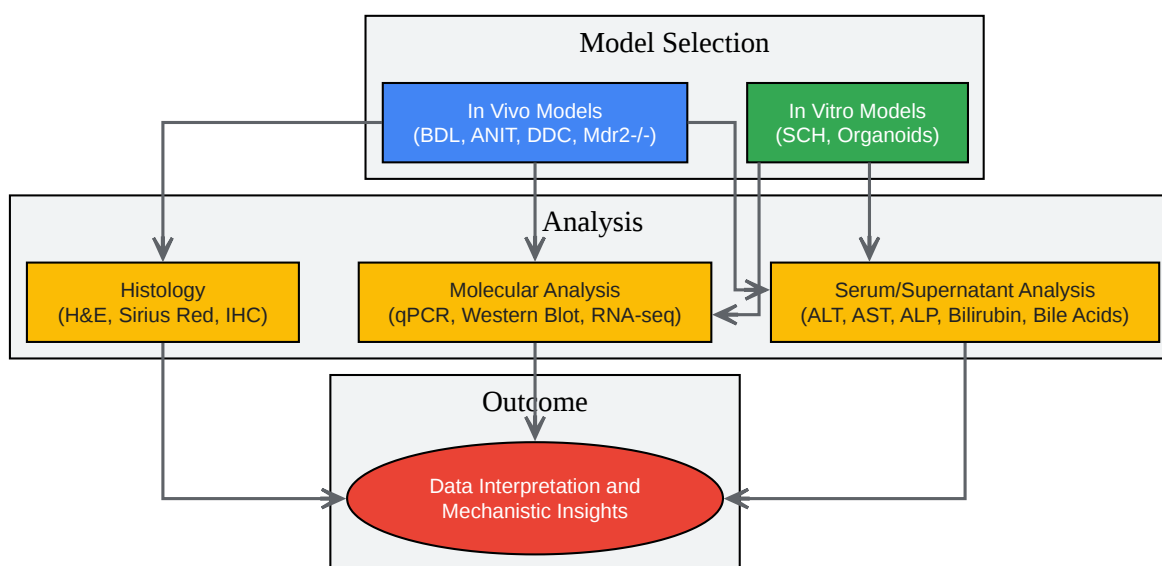 Model Selection
In Vivo Models
(BDL, ANIT, DDC, Mdr2-/-)
In Vitro Models
(SCH, Organoids)
Analysis
Histology
(H&E, Sirius Red, IHC)
Molecular Analysis
(qPCR, Western Blot, RNA-seq)
Serum/Supernatant Analysis
(ALT, AST, ALP, Bilirubin, Bile Acids)
Outcome
Data Interpretation and
Mechanistic Insights